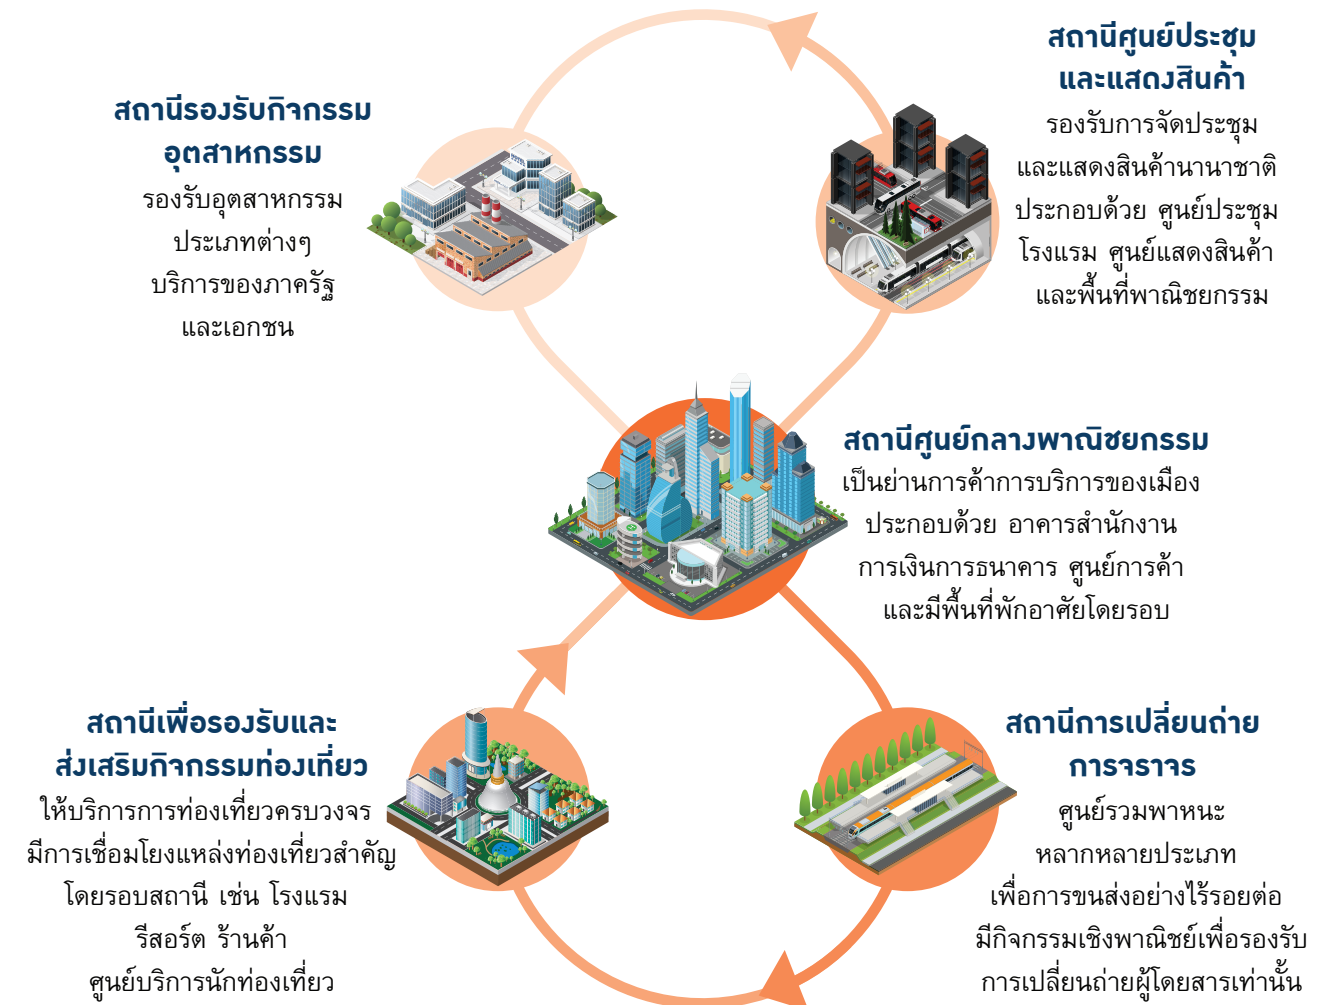 สถานีรองรับกิจกรรม
อุตสาหกรรม
รองรับอุตสาหกรรม
ประเภทต่างๆ
บริการของภาครัฐ
และเอกชน
สถานีศูนย์ประชุม
และแสดงสินค้า
รองรับการจัดประชุม
และแสดงสินค้านานาชาติ
ประกอบด้วย ศูนย์ประชุม
โรงแรม ศูนย์แสดงสินค้า
และพื้นที่พาณิชยกรรม
สถานีศูนย์กลางพาณิชยกรรม
เป็นย่านการค้าการบริการของเมือง
ประกอบด้วย อาคารสำนักงาน
การเงินการธนาคาร ศูนย์การค้า
และมีพื้นที่พักอาศัยโดยรอบ
สถานีเพื่อรองรับและ
ส่งเสริมกิจกรรมท่องเที่ยว
ให้บริการการท่องเที่ยวครบวงจร
มีการเชื่อมโยงแหล่งท่องเที่ยวสำคัญ
โดยรอบสถานี เช่น โรงแรม
รีสอร์ต ร้านค้า
ศูนย์บริการนักท่องเที่ยว
สถานีการเปลี่ยนถ่าย
การจราจร
ศูนย์รวมพาหนะ
หลากหลายประเภท
เพื่อการขนส่งอย่างไร้รอยต่อ
มีกิจกรรมเชิงพาณิชย์เพื่อรองรับ
การเปลี่ยนถ่ายผู้โดยสารเท่านั้น